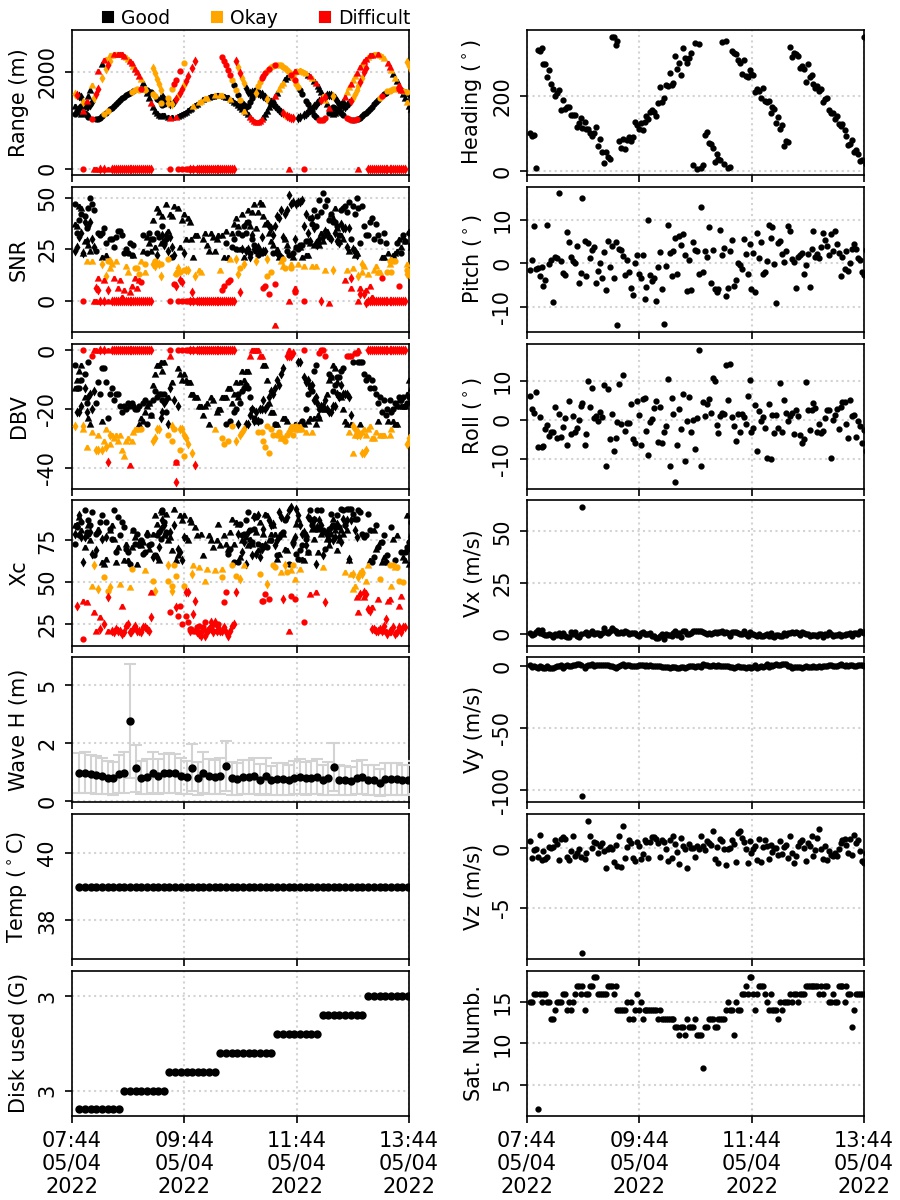 Good Okay Difficult
Range (m)
2000
0
Heading (°)
200
0
SNR
50
25
0
Pitch (°)
10
0
-10
DBV
0
-20
-40
Roll (°)
10
0
-10
Xc
75
50
25
Vx (m/s)
50
25
0
Wave H (m)
5
2
0
Vy (m/s)
0
-50
-100
Temp (°C)
40
38
Vz (m/s)
0
-5
Disk used (G)
3
3
Sat. Numb.
15
10
5
07:44 09:44 11:44 13:44
05/04 05/04 05/04 05/04
2022 2022 2022 2022
07:44 09:44 11:44 13:44
05/04 05/04 05/04 05/04
2022 2022 2022 2022